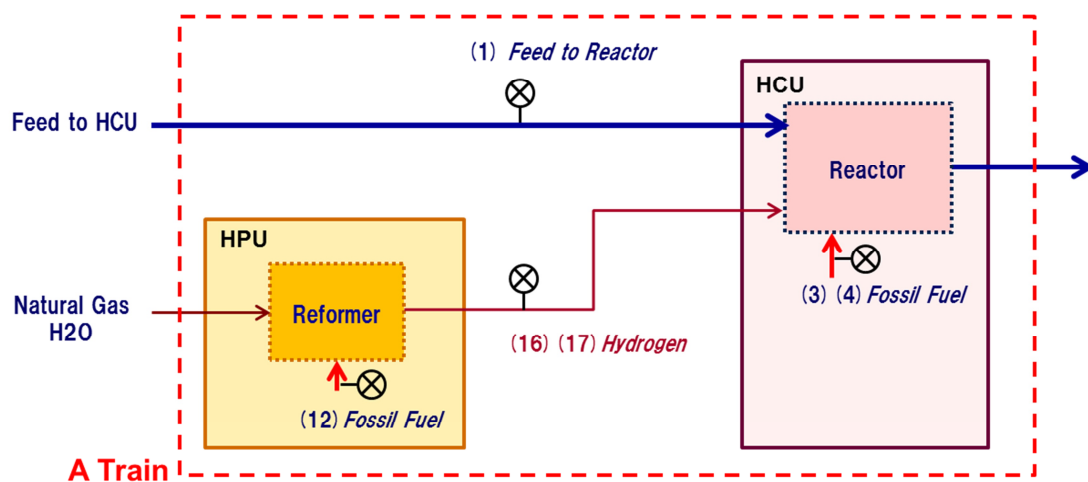 (1) Feed to Reactor
HCU
Feed to HCU
Reactor
HPU
(3) (4) Fossil Fuel
Natural Gas
H2O
Reformer
(16) (17) Hydrogen
(12) Fossil Fuel
A Train